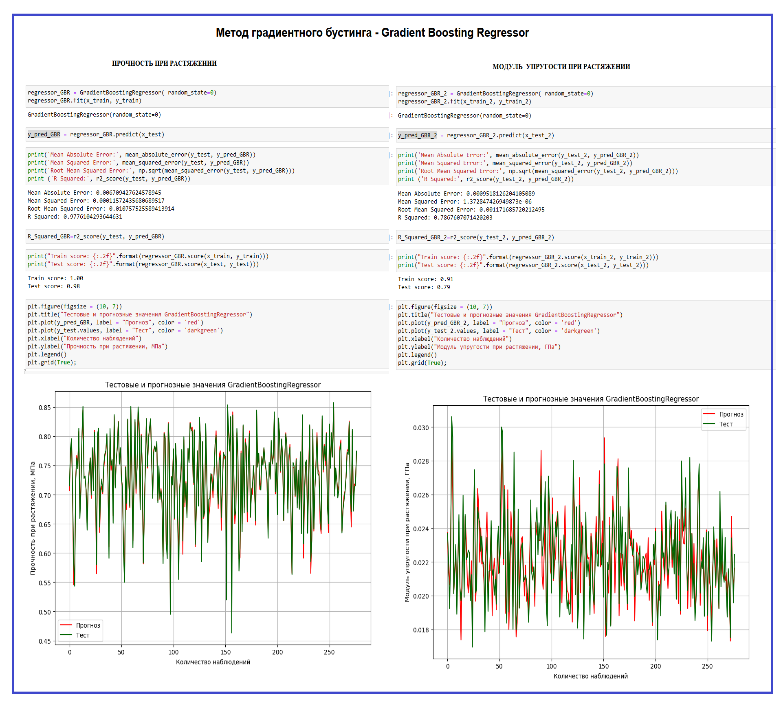 Метод градиентного бустинга - Gradient Boosting Regressor
ПРОЧНОСТЬ ПРИ РАСТЯЖЕНИИ
regressor_GBR = GradientBoostingRegressor( random_state=0)
regressor_GBR.fit(x_train, y_train)
GradientBoostingRegressor(random_state=0)
y_pred_GBR = regressor_GBR.predict(x_test)
print('Mean Absolute Error:', mean_absolute_error(y_test, y_pred_GBR))
print('Mean Squared Error:', mean_squared_error(y_test, y_pred_GBR))
print('Root Mean Squared Error:', np.sqrt(mean_squared_error(y_test, y_pred_GBR)))
print ('R Squared:', r2_score(y_test, y_pred_GBR))
Mean Absolute Error:
Mean Squared Error:
Root Mean Squared Error:
R Squared:
R_Squared_GBR=r2_score(y_test, y_pred_GBR)
print("Train score: {:.2f}".format(regressor_GBR.score(x_train, y_train)))
print("Test score: {:.2f}".format(regressor_GBR.score(x_test, y_test)))
Train score: 1.00
Test score: 0.98
plt.figure(figsize = (10, 7))
plt.title("Тестовые и прогнозные значения GradientBoostingRegressor")
plt.plot(y_pred_GBR, label = "Прогноз", color = 'red')
plt.plot(y_test.values, label = "Тест", color = 'darkgreen')
plt.xlabel("Количество наблюдений")
plt.ylabel("Прочность при растяжении, МПа")
plt.legend()
plt.grid(True);
Тестовые и прогнозные значения GradientBoostingRegressor
Прочность при растяжении, МПа
0.85
0.80
0.75
0.70
0.65
0.60
0.55
0.50
0.45
Прогноз
Тест
0 50 100 150 200 250
Количество наблюдений
МОДУЛЬ УПРУГОСТИ ПРИ РАСТЯЖЕНИИ
regressor_GBR_2 = GradientBoostingRegressor( random_state=0)
regressor_GBR_2.fit(x_train_2, y_train_2)
GradientBoostingRegressor(random_state=0)
y_pred_GBR_2 = regressor_GBR_2.predict(x_test_2)
print('Mean Absolute Error:', mean_absolute_error(y_test_2, y_pred_GBR_2))
print('Mean Squared Error:', mean_squared_error(y_test_2, y_pred_GBR_2))
print('Root Mean Squared Error:', np.sqrt(mean_squared_error(y_test_2, y_pred_GBR_2)))
print ('R Squared:', r2_score(y_test_2, y_pred_GBR_2))
Mean Absolute Error:
Mean Squared Error:
Root Mean Squared Error:
R Squared:
R_Squared_GBR_2=r2_score(y_test_2, y_pred_GBR_2)
print("Train score: {:.2f}".format(regressor_GBR_2.score(x_train_2, y_train_2)))
print("Test score: {:.2f}".format(regressor_GBR_2.score(x_test_2, y_test_2)))
Train score: 0.91
Test score: 0.79
plt.figure(figsize = (10, 7))
plt.title("Тестовые и прогнозные значения GradientBoostingRegressor")
plt.plot(y_pred_GBR_2, label = "Прогноз", color = 'red')
plt.plot(y_test_2.values, label = "Тест", color = 'darkgreen')
plt.xlabel("Количество наблюдений")
plt.ylabel("Модуль упругости при растяжении, ГПа")
plt.legend()
plt.grid(True);
Тестовые и прогнозные значения GradientBoostingRegressor
Модуль упругости при растяжении, ГПа
0.030
0.028
0.026
0.024
0.022
0.020
0.018
Прогноз
Тест
0 50 100 150 200 250
Количество наблюдений